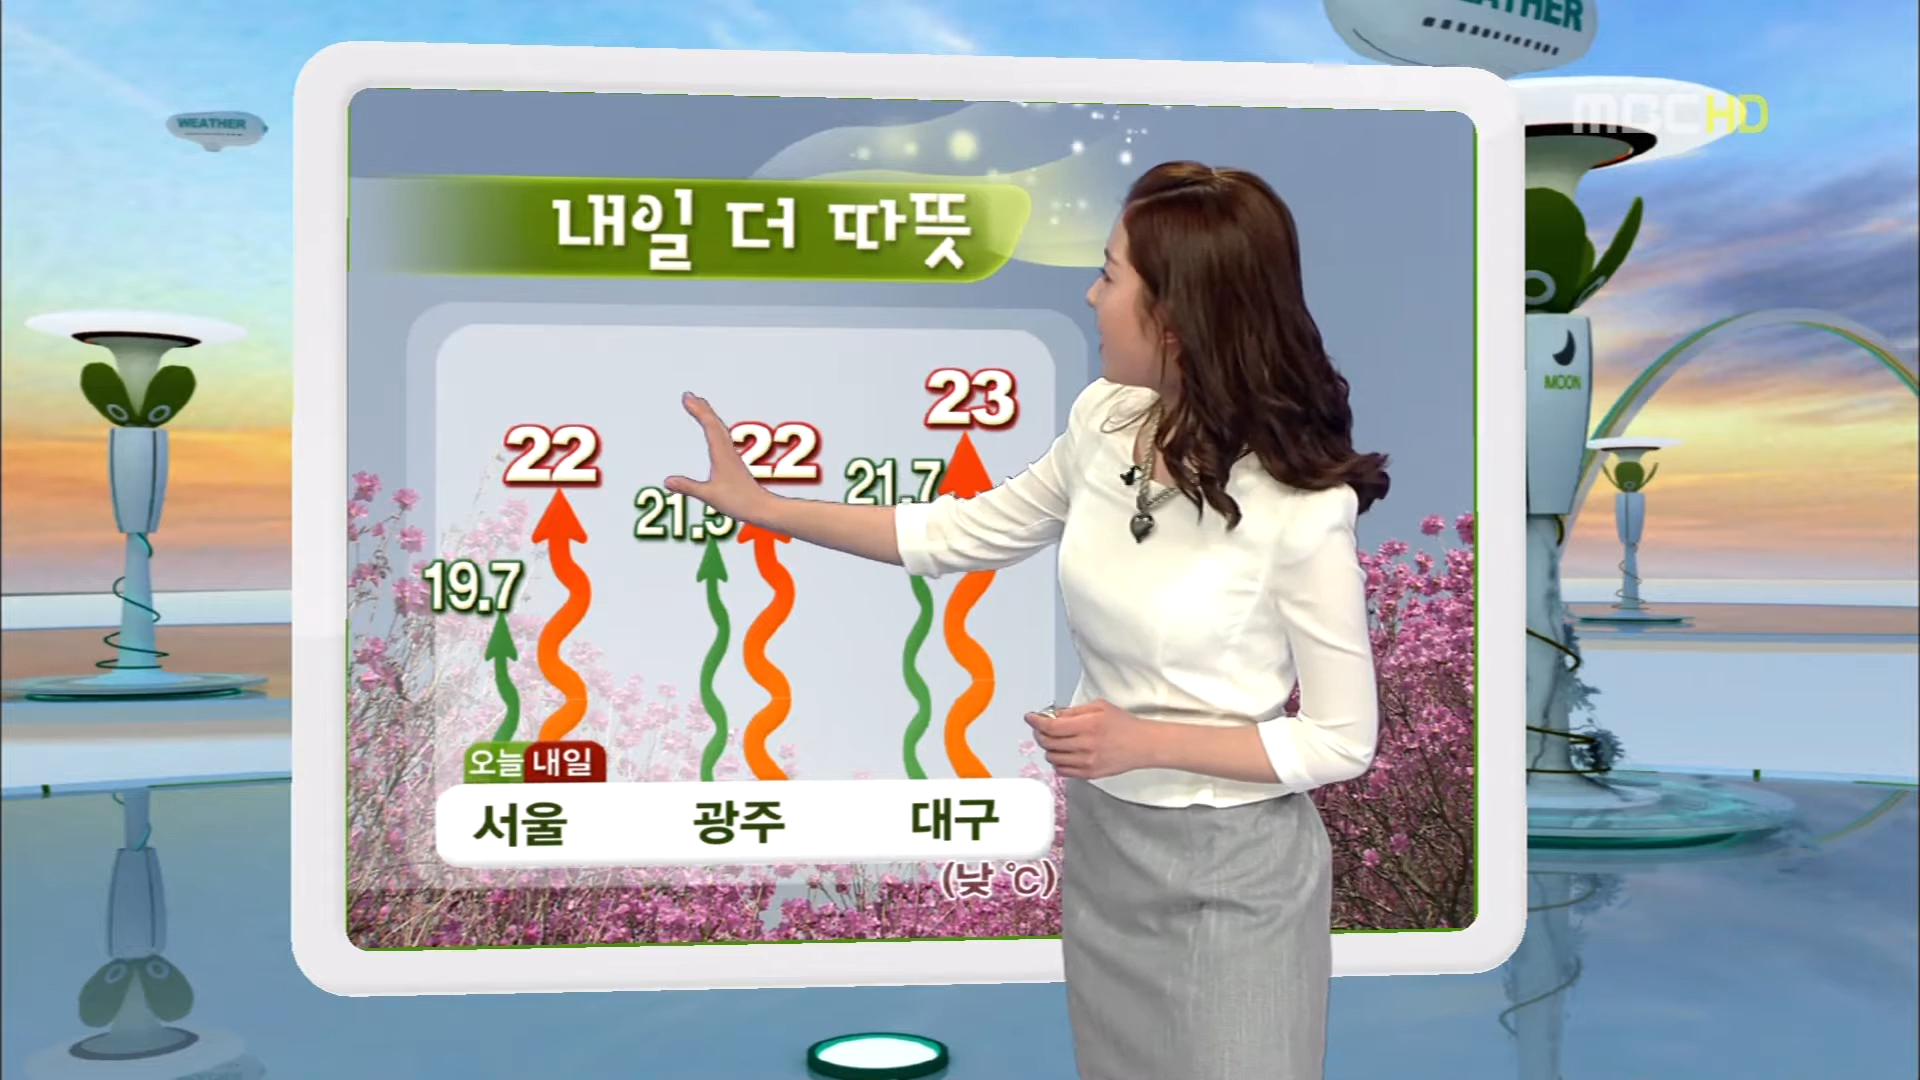 WEATHER
MBC HD
WEATHER
내일 더 따뜻
23
22
22
21.7
21.5
19.7
MOON
오늘 내일
서울 광주 대구
(낮 ℃)